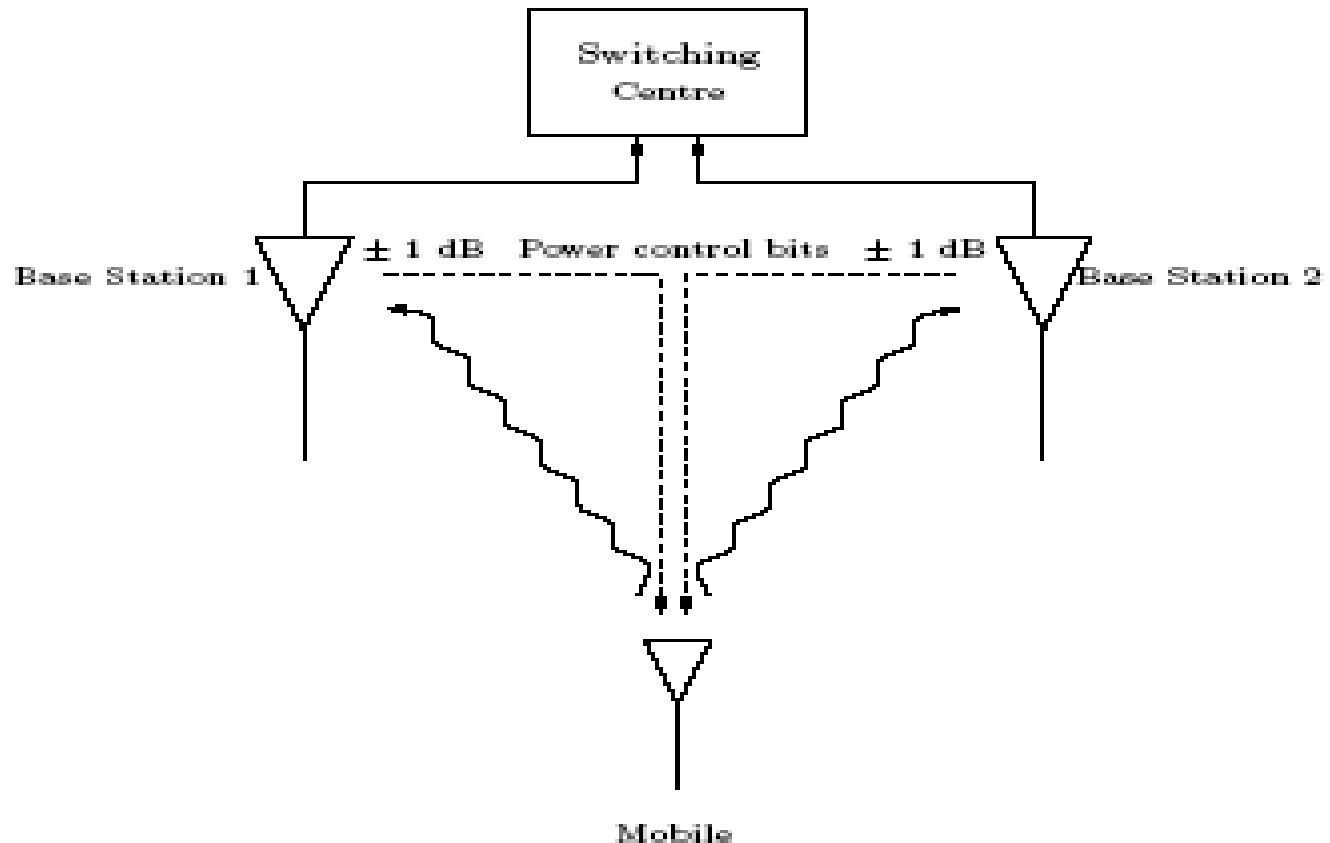 Switching
Centre
± 1 dB Power control bits ± 1 dB
Base Station 1
Base Station 2
Mobile